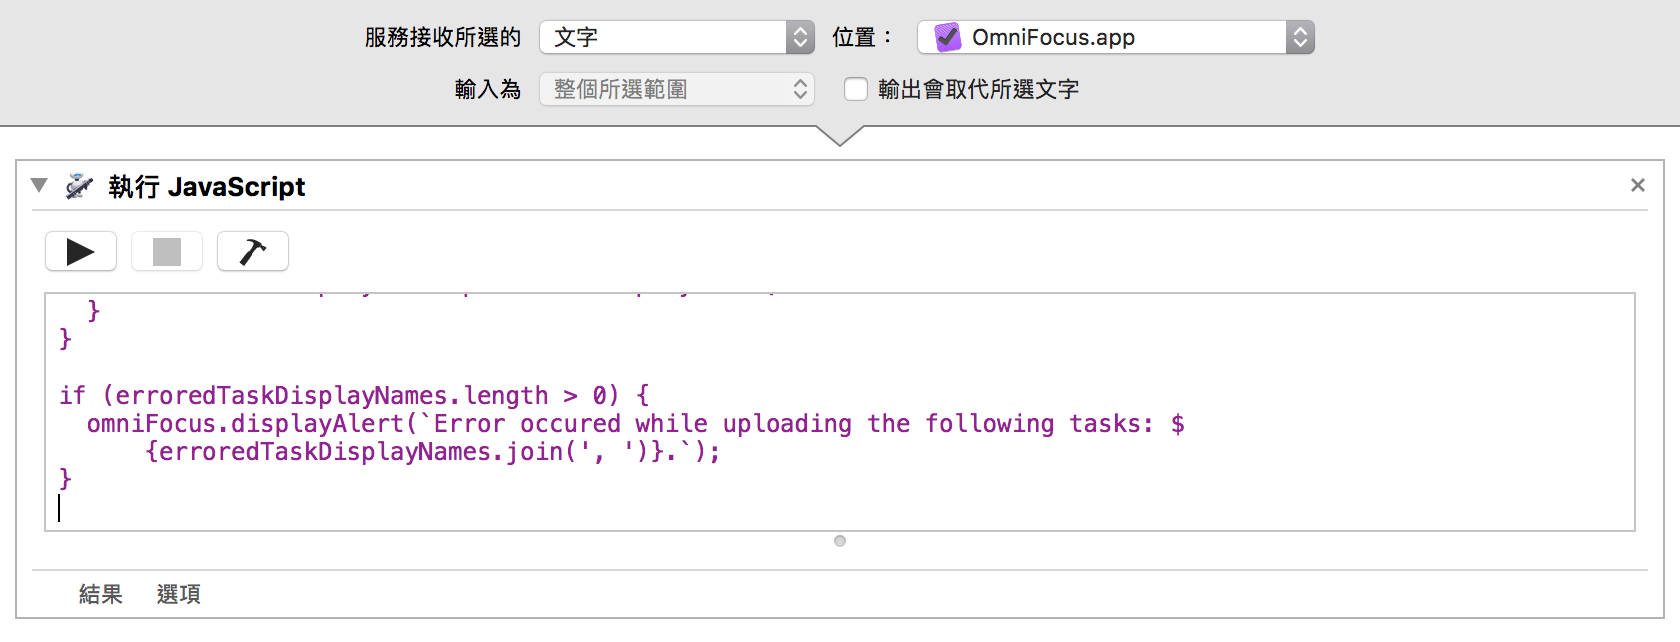 服務接收所選的 文字 位置： OmniFocus.app
輸入為 整個所選範圍 輸出會取代所選文字
執行 JavaScript
}
}
if (erroredTaskDisplayNames.length > 0) {
omniFocus.displayAlert(`Error occured while uploading the following tasks: $
{erroredTaskDisplayNames.join(', ')}.`);
}
結果 選項